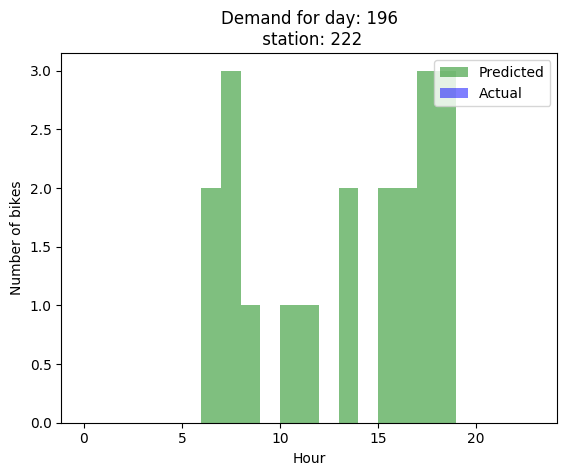 Demand for day: 196
station: 222
3.0
2.5
2.0
1.5
1.0
0.5
0.0
Number of bikes
Predicted
Actual
0 5 10 15 20
Hour